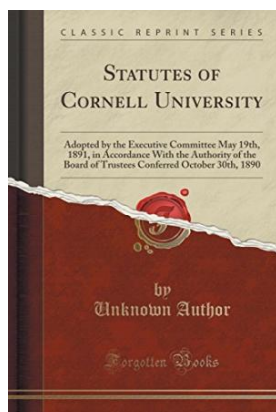 CLASSIC REPRINT SERIES
STATUTES OF
CORNELL UNIVERSITY
Adopted by the Executive Committee May 19th,
1891, in Accordance With the Authority of the
Board of Trustees Conferred October 30th, 1890
by
Unknown Author
Forgotten Books